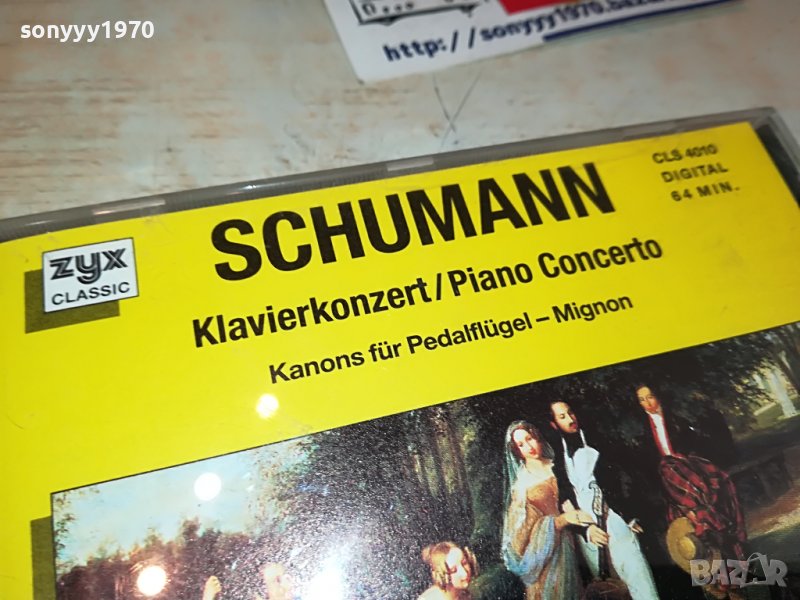 sonyyy1970
http://sonyyy1970.baza
SCHUMANN
CLS 4010
DIGITAL
64 MIN.
zyx
CLASSIC
Klavierkonzert/Piano Concerto
Kanons für Pedalflügel – Mignon
BAZAR